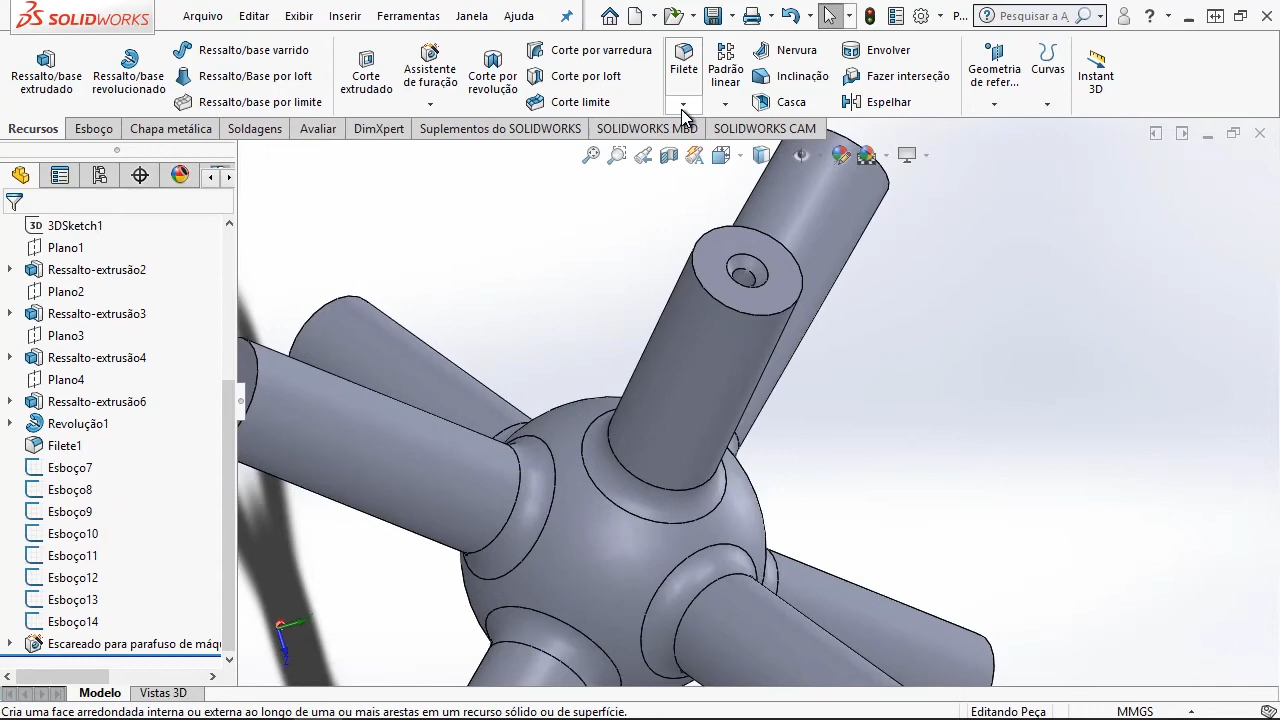 SOLIDWORKS
Arquivo Editar Exibir Inserir Ferramentas Janela Ajuda
P...
Pesquisar a A
Ressalto/base extrudado
Ressalto/base revolucionado
Ressalto/base varrido
Ressalto/base por loft
Ressalto/base por limite
Corte extrudado
Assistente de furação
Corte por revolução
Corte por varredura
Corte por loft
Corte limite
Filete
Padrão linear
Nervura
Inclinação
Casca
Envolver
Fazer interseção
Espelhar
Geometria de refer...
Curvas
Instant 3D
Recursos Esboço Chapa metálica Soldagens Avaliar DimXpert Suplementos do SOLIDWORKS SOLIDWORKS MBD SOLIDWORKS CAM
3D 3DSketch1
Plano1
Ressalto-extrusão2
Plano2
Ressalto-extrusão3
Plano3
Ressalto-extrusão4
Plano4
Ressalto-extrusão6
Revolução1
Filete1
Esboço7
Esboço8
Esboço9
Esboço10
Esboço11
Esboço12
Esboço13
Esboço14
Escareado para parafuso de máqu
Z
Modelo Vistas 3D
Cria uma face arredondada interna ou externa ao longo de uma ou mais arestas em um recurso sólido ou de superfície.
Editando Peça
MMGS